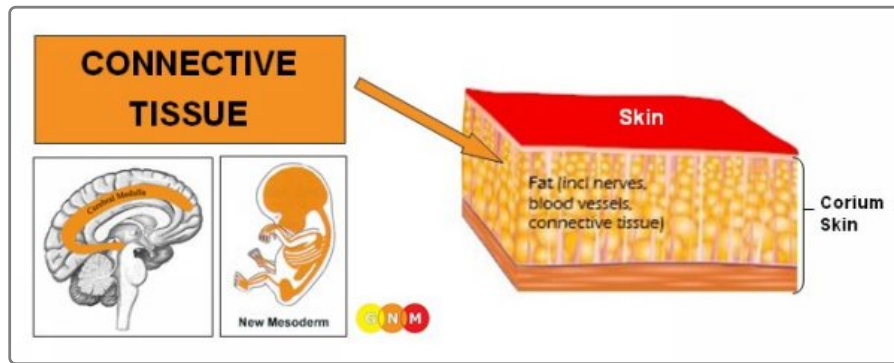 CONNECTIVE
TISSUE
Cerebral Medulla
New Mesoderm
G N M
Skin
Fat (incl nerves,
blood vessels,
connective tissue)
Corium
Skin